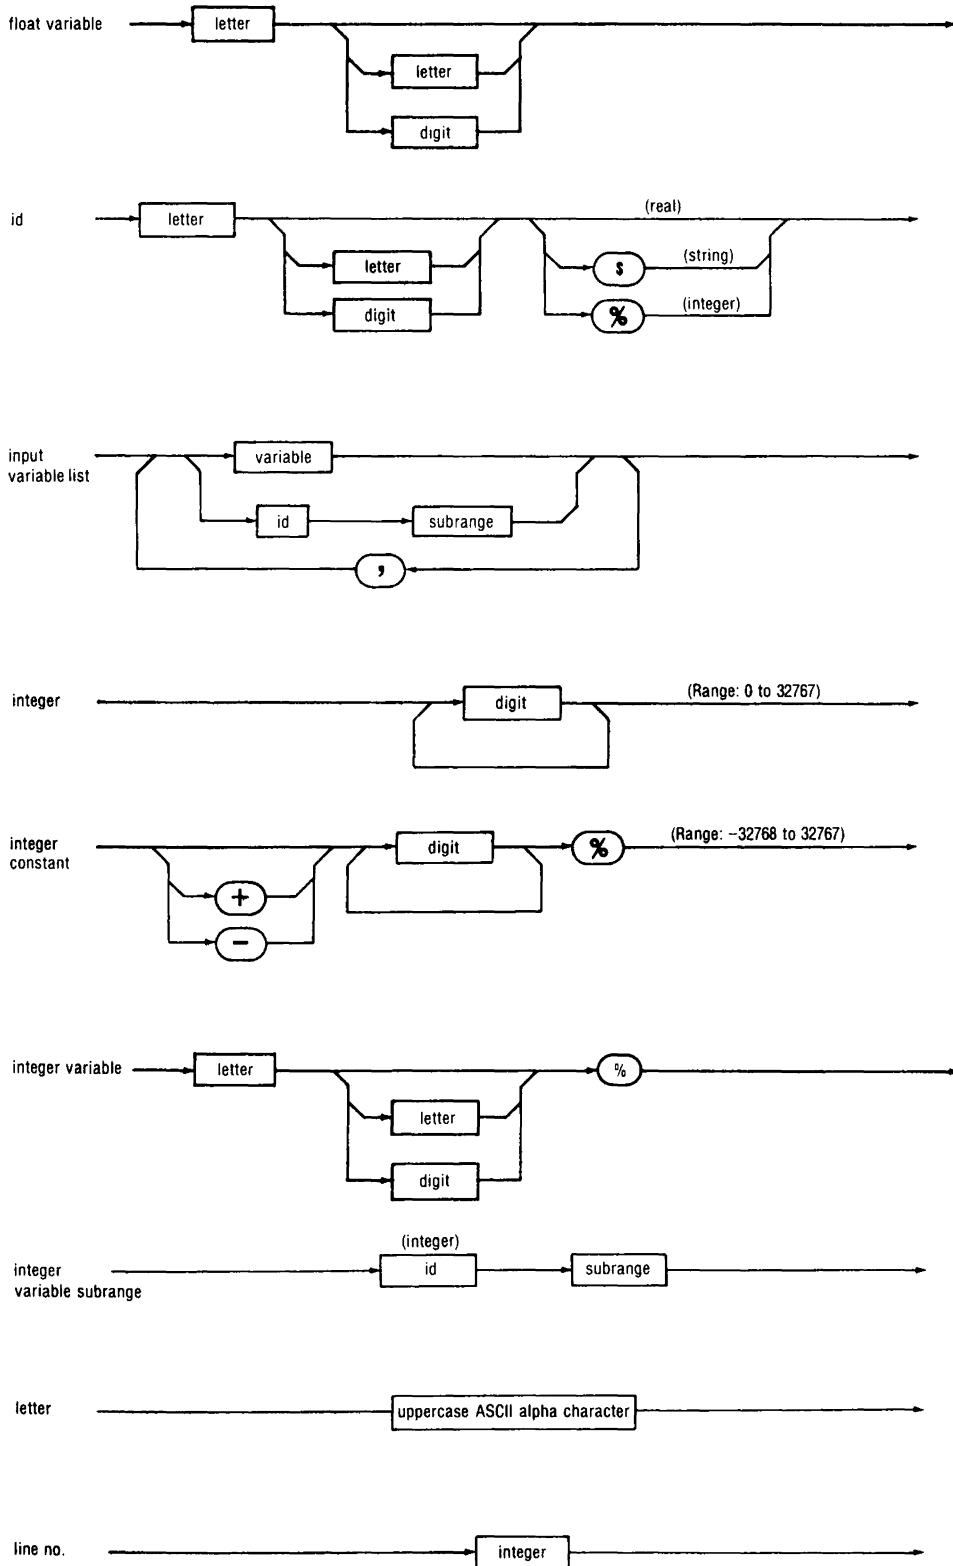 float variable
letter
letter
digit
id
letter
letter
digit
(real)
$ (string)
% (integer)
input
variable list
variable
id
subrange
,
integer
digit
(Range: 0 to 32767)
integer
constant
digit
%
(Range: −32768 to 32767)
+
−
integer variable
letter
%
letter
digit
(integer)
integer
variable subrange
id
subrange
letter
uppercase ASCII alpha character
line no.
integer